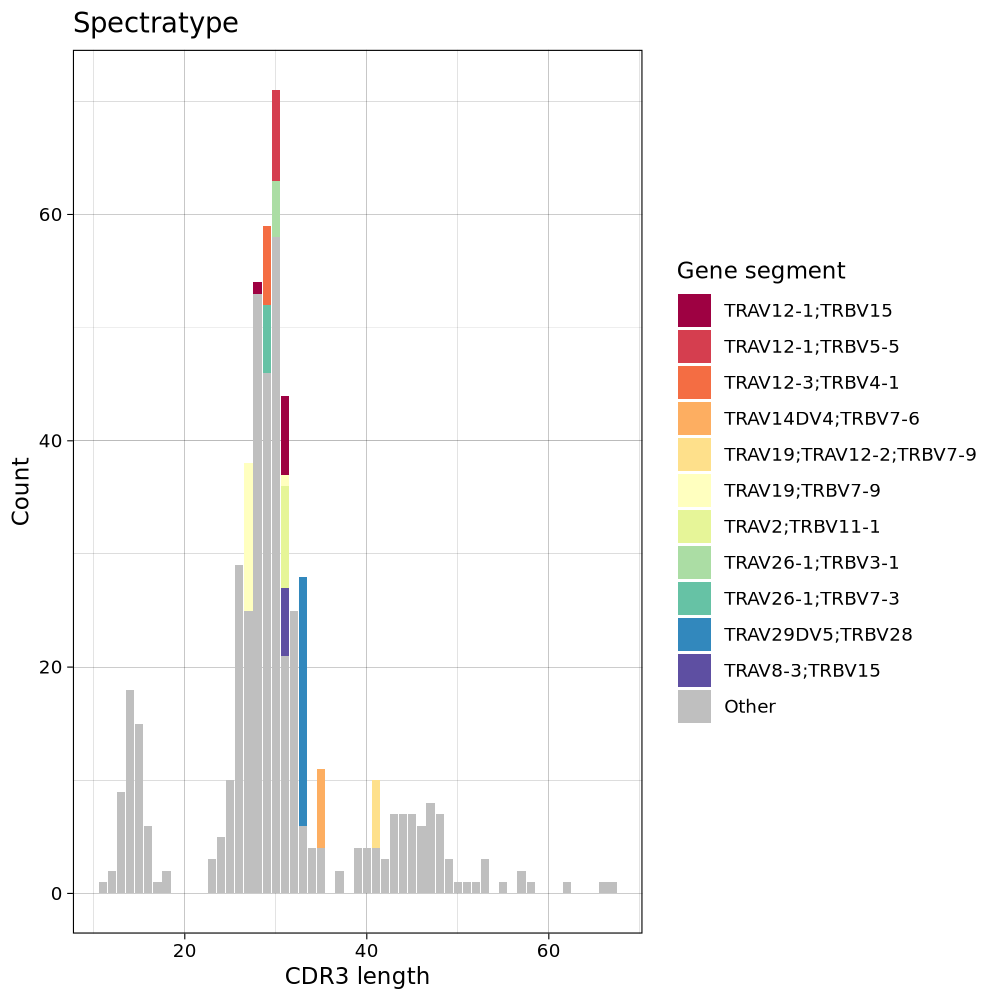 Spectratype
60
40
20
0
Count
20
40
60
CDR3 length
Gene segment
TRAV12-1;TRBV15
TRAV12-1;TRBV5-5
TRAV12-3;TRBV4-1
TRAV14DV4;TRBV7-6
TRAV19;TRAV12-2;TRBV7-9
TRAV19;TRBV7-9
TRAV2;TRBV11-1
TRAV26-1;TRBV3-1
TRAV26-1;TRBV7-3
TRAV29DV5;TRBV28
TRAV8-3;TRBV15
Other